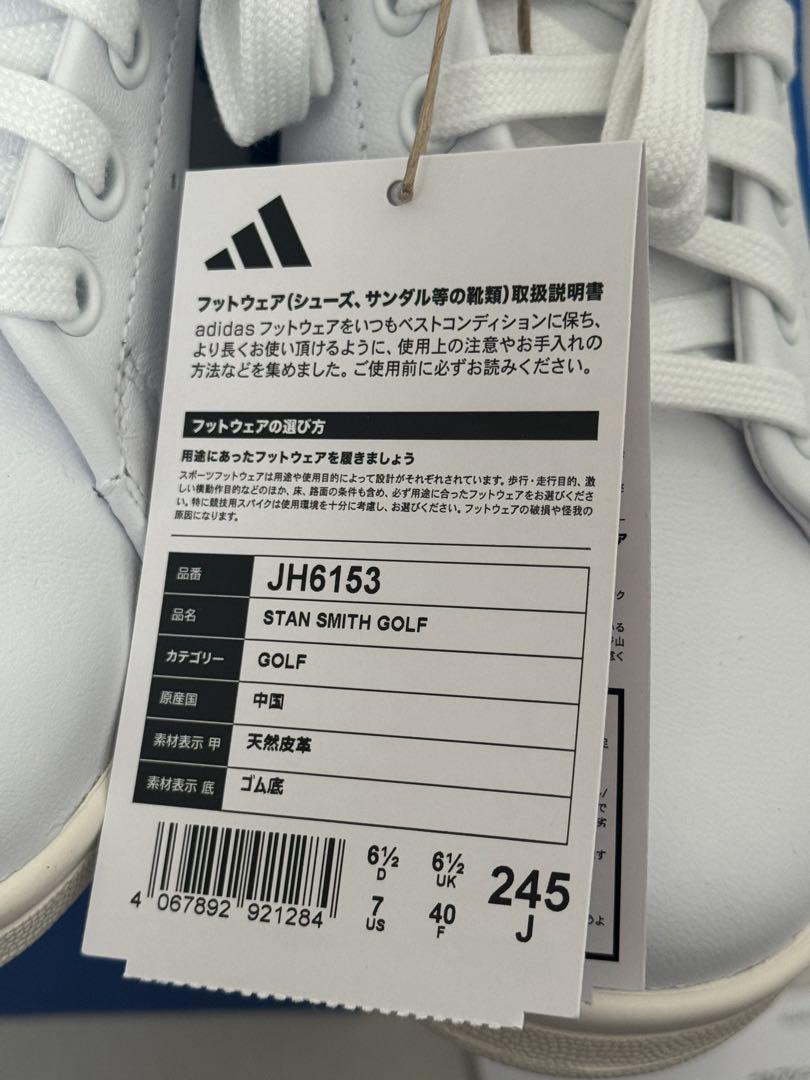 フットウェア(シューズ、サンダル等の靴類)取扱説明書
adidas フットウェアをいつもベストコンディションに保ち、
より長くお使い頂けるように、使用上の注意やお手入れの
方法などを集めました。ご使用前に必ずお読みください。
フットウェアの選び方
用途にあったフットウェアを履きましょう
スポーツフットウェアは用途や使用目的によって設計がそれぞれされています。歩行・走行目的、激
しい横動作目的などのほか、床、路面の条件も含め、必ず用途に合ったフットウェアをお選びくださ
い。特に競技用スパイクは使用環境を十分に考慮し、お選びください。フットウェアの破損や怪我の
原因になります。
品番 JH6153
品名 STAN SMITH GOLF
カテゴリー GOLF
原産国 中国
素材表示 甲 天然皮革
素材表示 底 ゴム底
6½ D 6½ UK 245 J
7 US 40 F
4 067892 921284